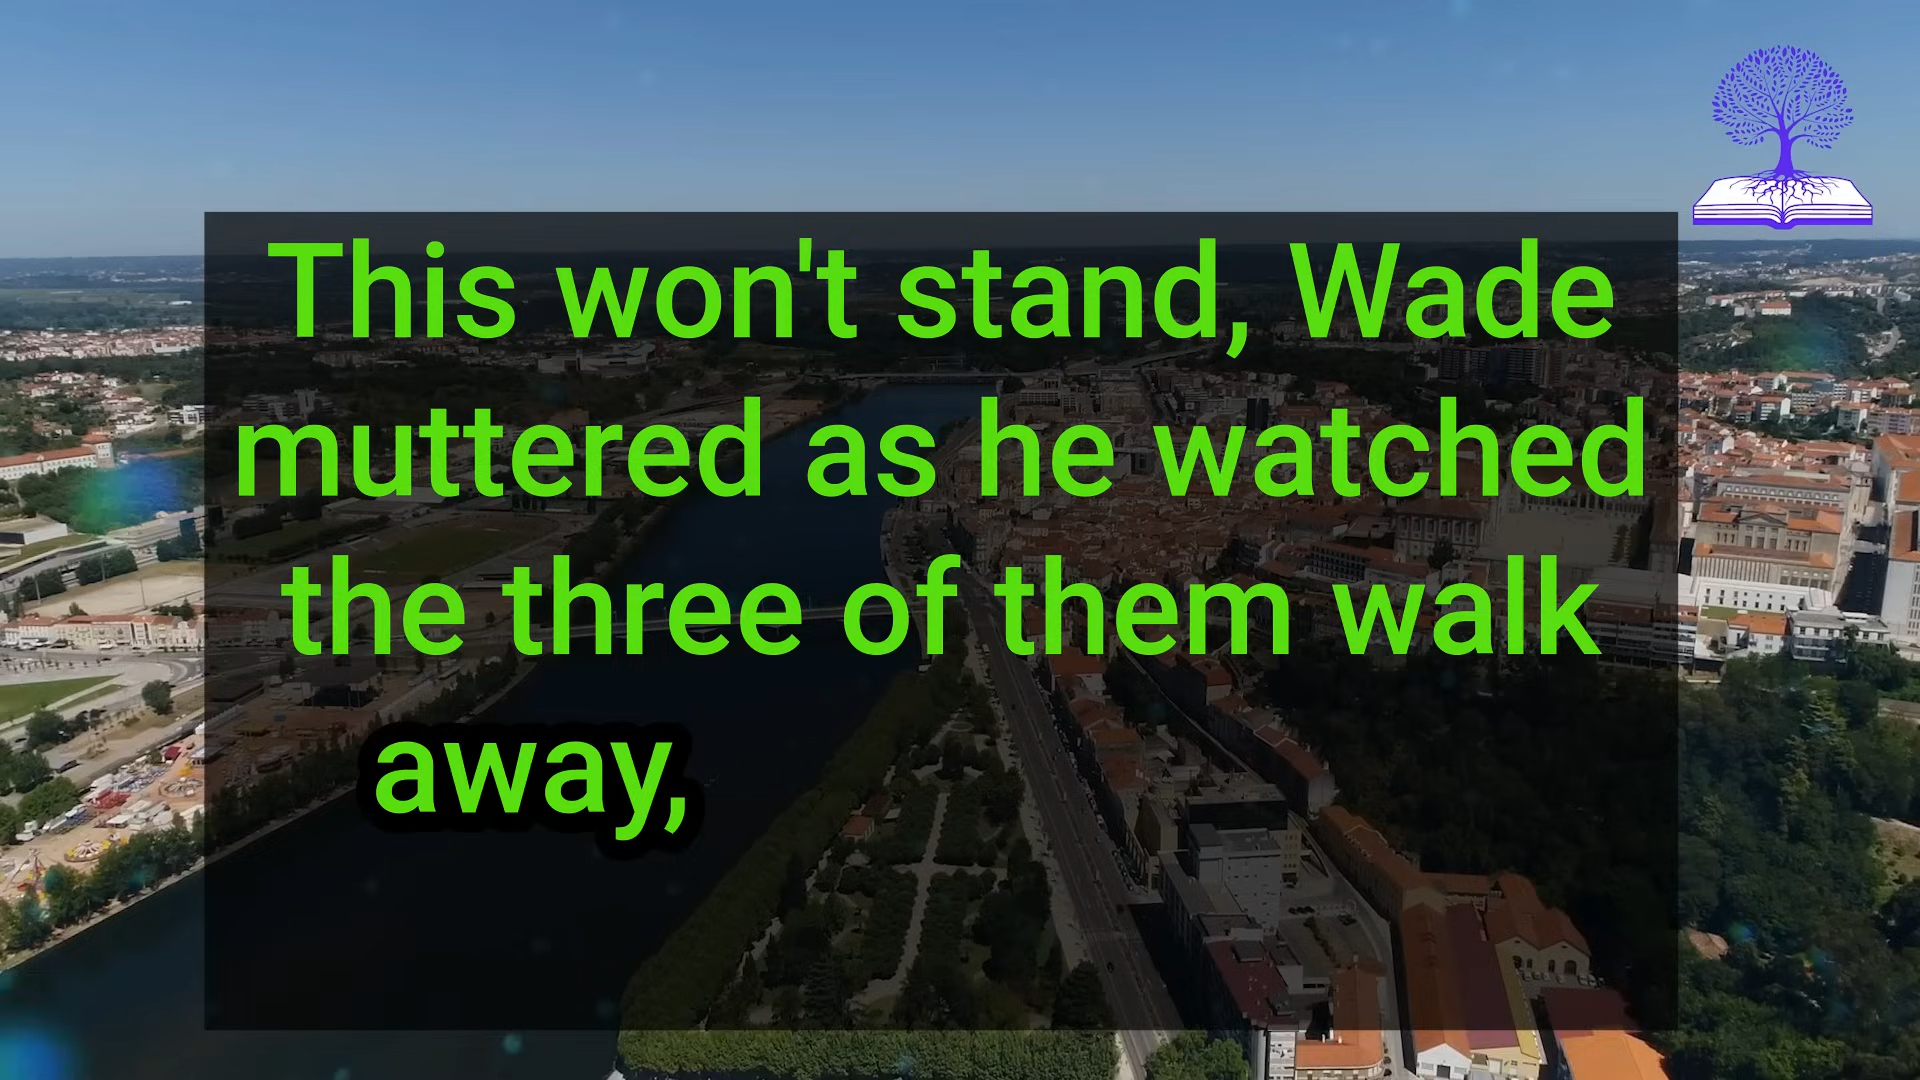 This won't stand, Wade
muttered as he watched
the three of them walk
away,